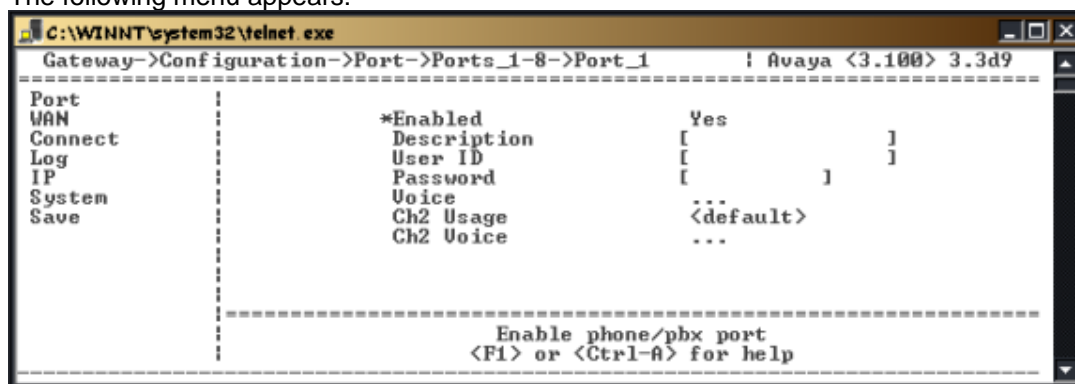 The following menu appears:
C:\WINNT\system32\telnet.exe
Gateway->Configuration->Port->Ports_1-8->Port_1 | Avaya <3.100> 3.3d9
Port
WAN
Connect
Log
IP
System
Save
*Enabled Yes
Description [ ]
User ID [ ]
Password [ ]
Voice ...
Ch2 Usage <default>
Ch2 Voice ...
Enable phone/pbx port
<F1> or <Ctrl-A> for help